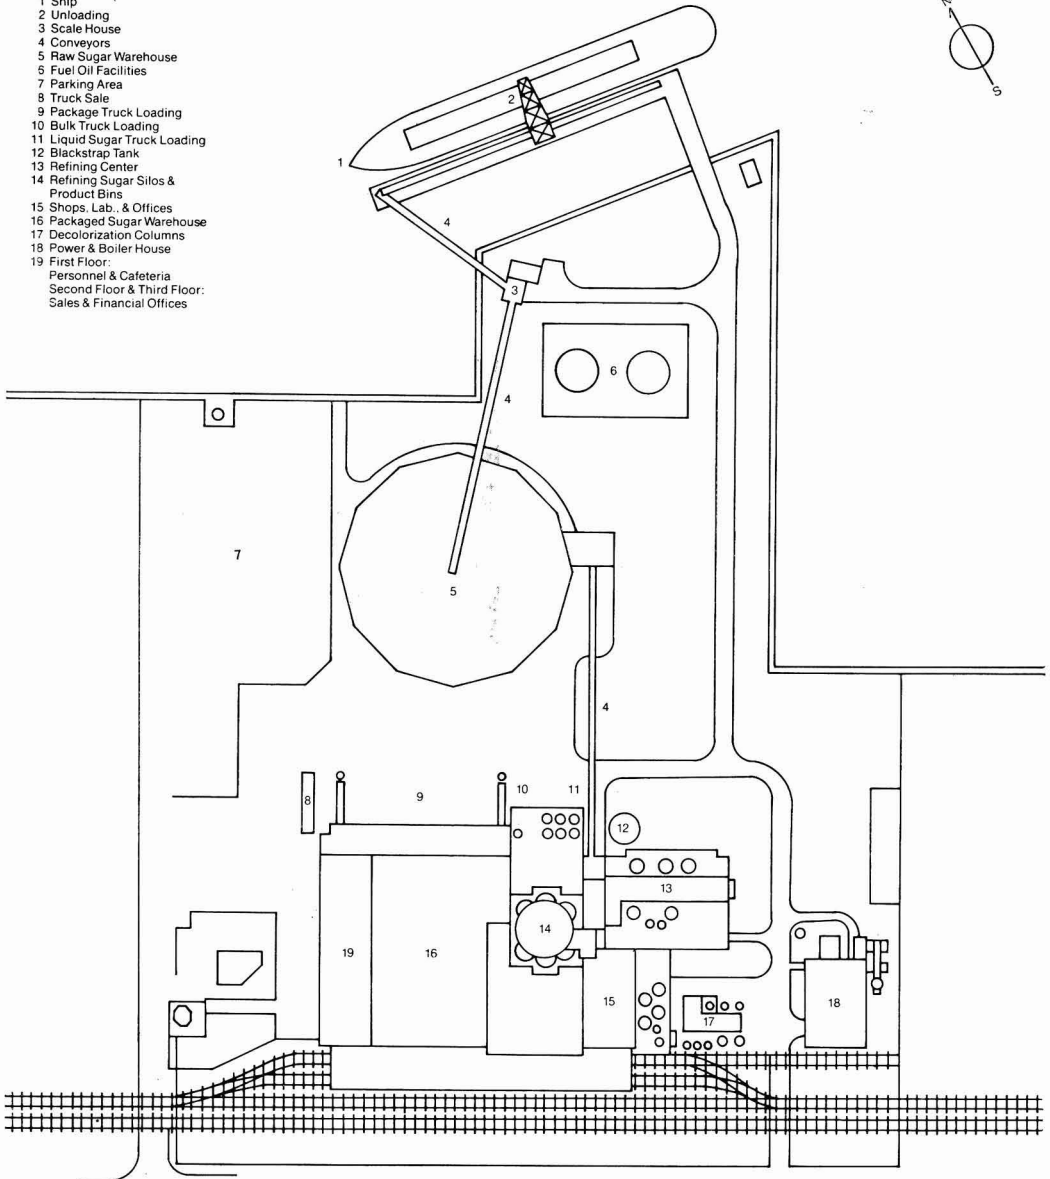 1 Ship
2 Unloading
3 Scale House
4 Conveyors
5 Raw Sugar Warehouse
6 Fuel Oil Facilities
7 Parking Area
8 Truck Sale
9 Package Truck Loading
10 Bulk Truck Loading
11 Liquid Sugar Truck Loading
12 Blackstrap Tank
13 Refining Center
14 Refining Sugar Silos &
Product Bins
15 Shops, Lab., & Offices
16 Packaged Sugar Warehouse
17 Decolorization Columns
18 Power & Boiler House
19 First Floor:
Personnel & Cafeteria
Second Floor & Third Floor:
Sales & Financial Offices
N
S
2
1
4
3
6
4
7
5
4
8
9
10
11
12
13
14
19
16
15
17
18